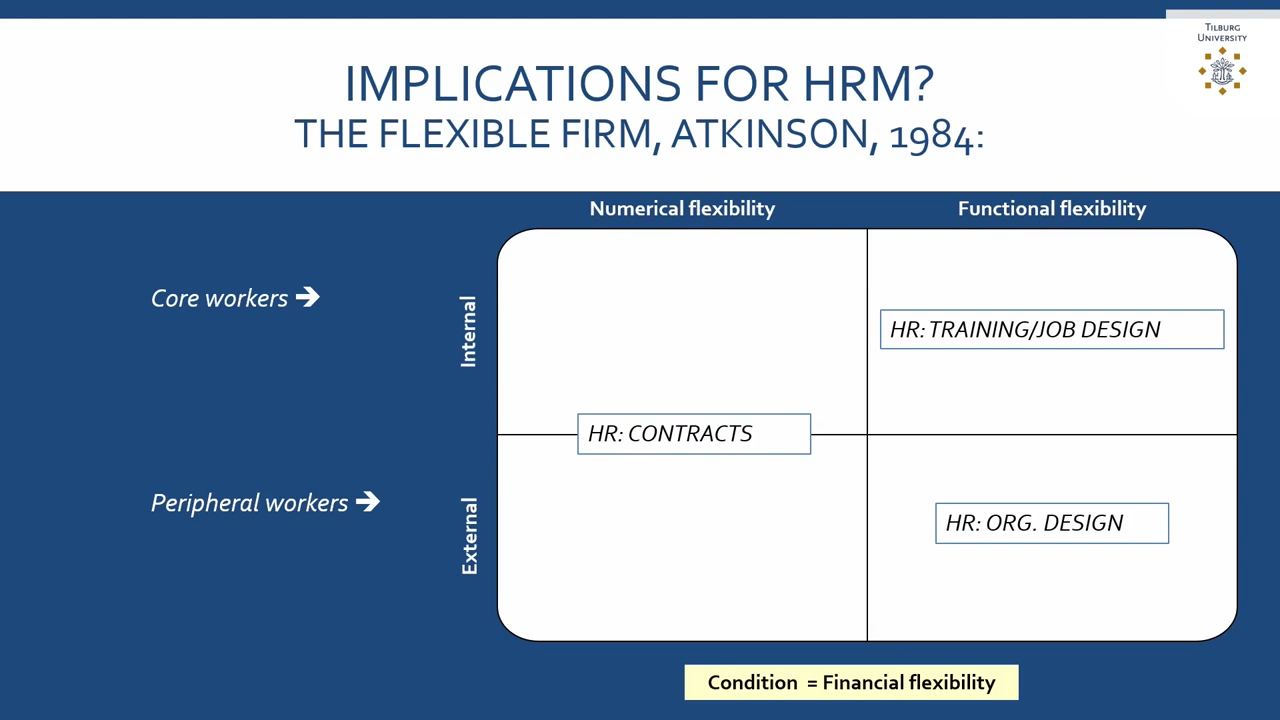 TILBURG
UNIVERSITY
IMPLICATIONS FOR HRM?
THE FLEXIBLE FIRM, ATKINSON, 1984:
Numerical flexibility
Functional flexibility
Core workers ➔
Internal
HR: TRAINING/JOB DESIGN
HR: CONTRACTS
Peripheral workers ➔
External
HR: ORG. DESIGN
Condition = Financial flexibility